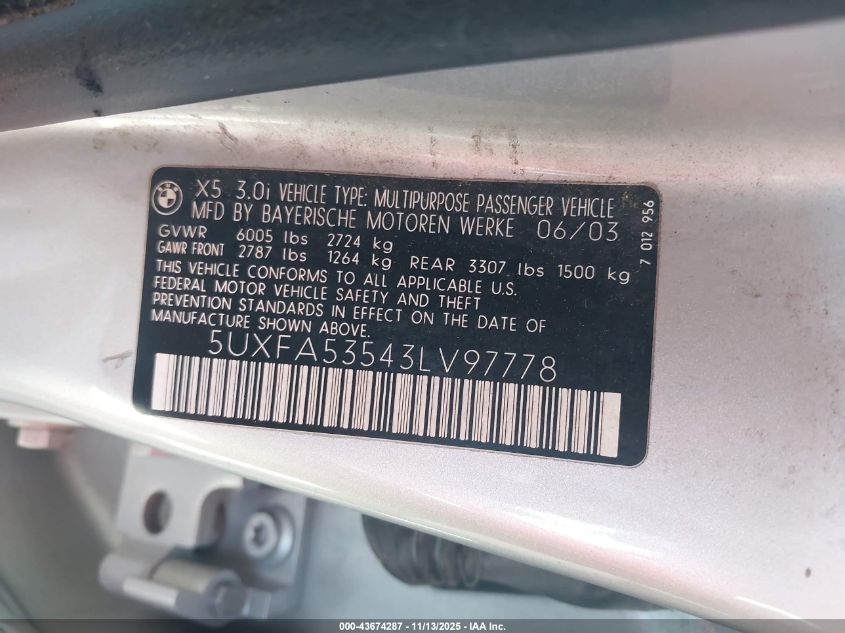 X5 3.0i VEHICLE TYPE: MULTIPURPOSE PASSENGER VEHICLE
MFD BY BAYERISCHE MOTOREN WERKE 06/03
GVWR 6005 lbs 2724 kg
GAWR FRONT 2787 lbs 1264 kg REAR 3307 lbs 1500 kg
THIS VEHICLE CONFORMS TO ALL APPLICABLE U.S.
FEDERAL MOTOR VEHICLE SAFETY AND THEFT
PREVENTION STANDARDS IN EFFECT ON THE DATE OF
MANUFACTURE SHOWN ABOVE.
5UXFA53543LV97778
7 012 956
000-43674287 - 11/13/2025 - IAA Inc.